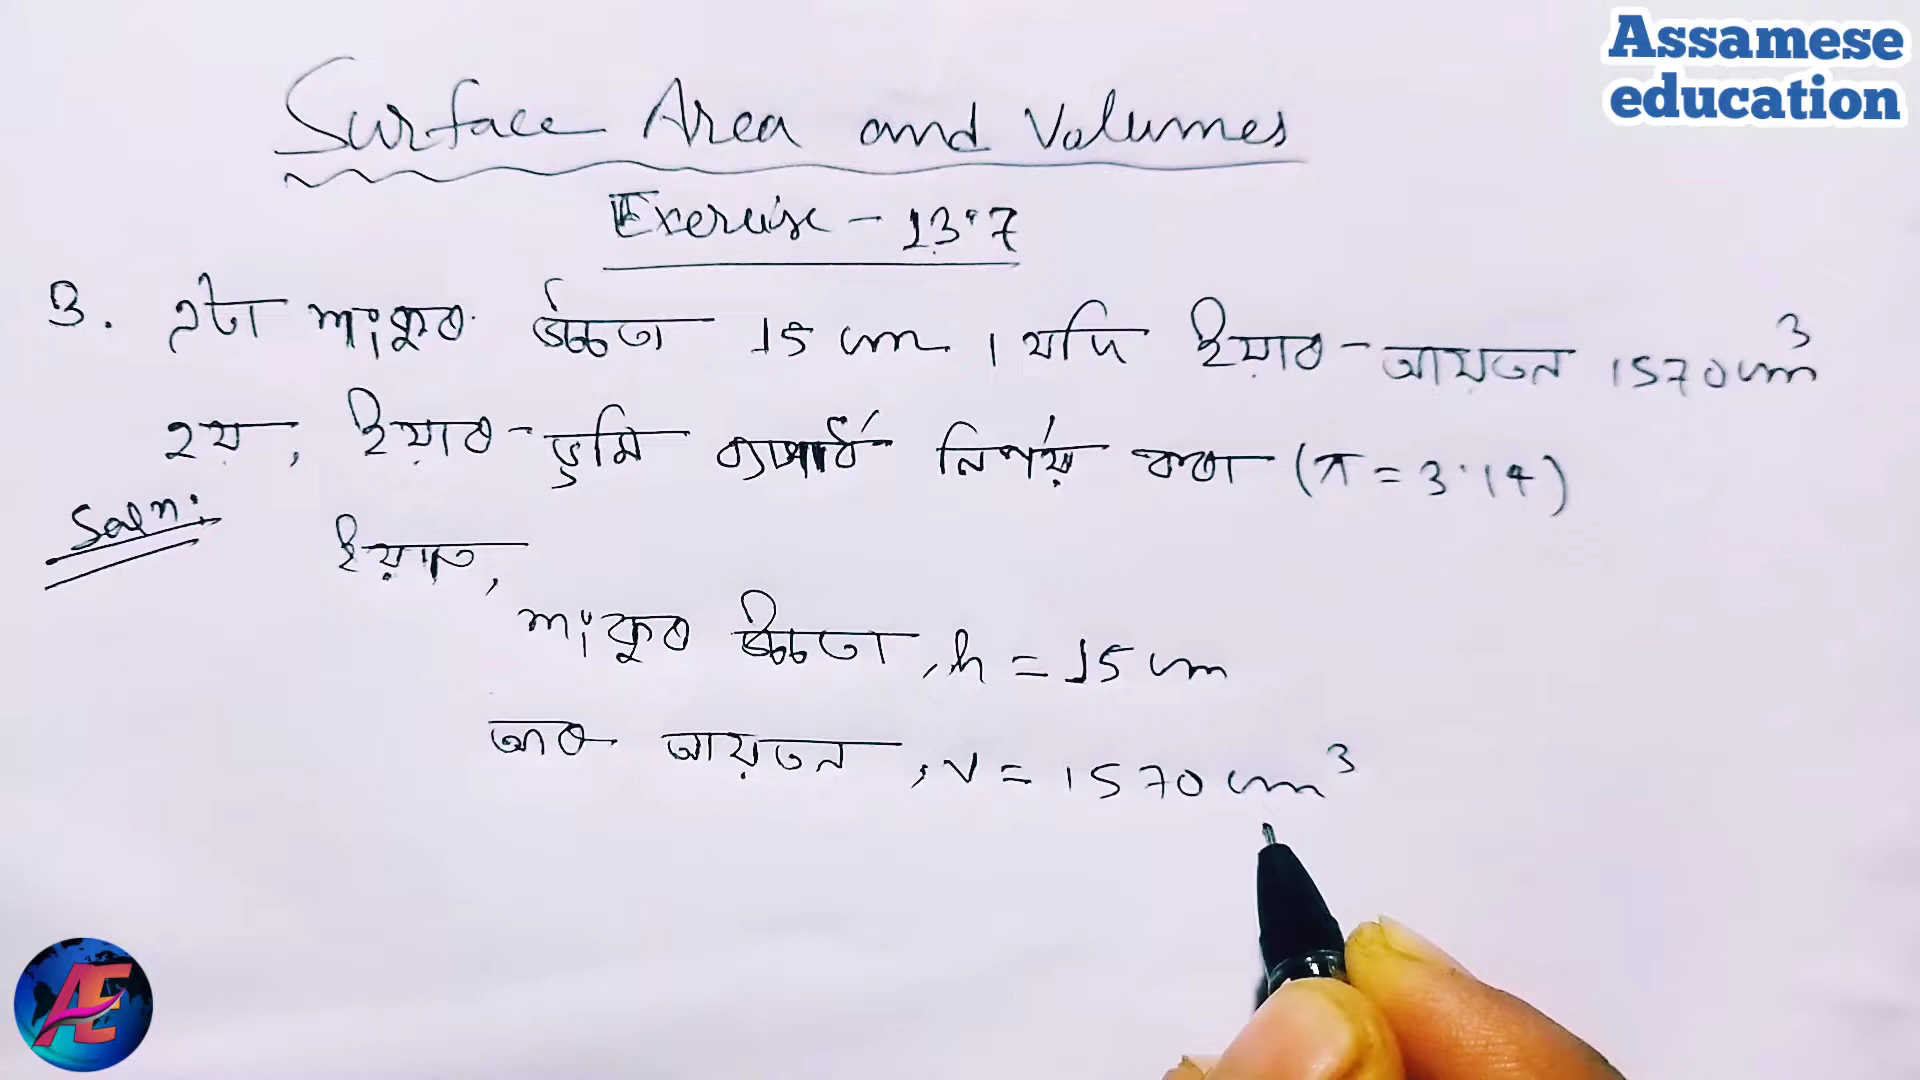 Assamese
education
Surface Area and Volumes
Exercise - 13.7
3. এটা শংকুৰ উচ্চতা 15 cm । যদি ইয়াৰ আয়তন 1570 cm³
হয়, ইয়াৰ ভূমি ব্যাসাৰ্ধ নিৰ্ণয় কৰা (π = 3.14)
Soln:
ইয়াত,
শংকুৰ উচ্চতা, h = 15 cm
আৰু আয়তন, v = 1570 cm³
AE